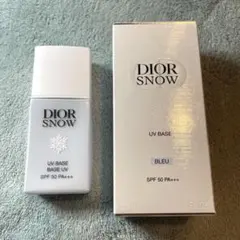 DIOR
SNOW
UV BASE
BASE UV
SPF 50 PA+++
DIOR
SNOW
UV BASE
BLEU
SPF 50 PA+++